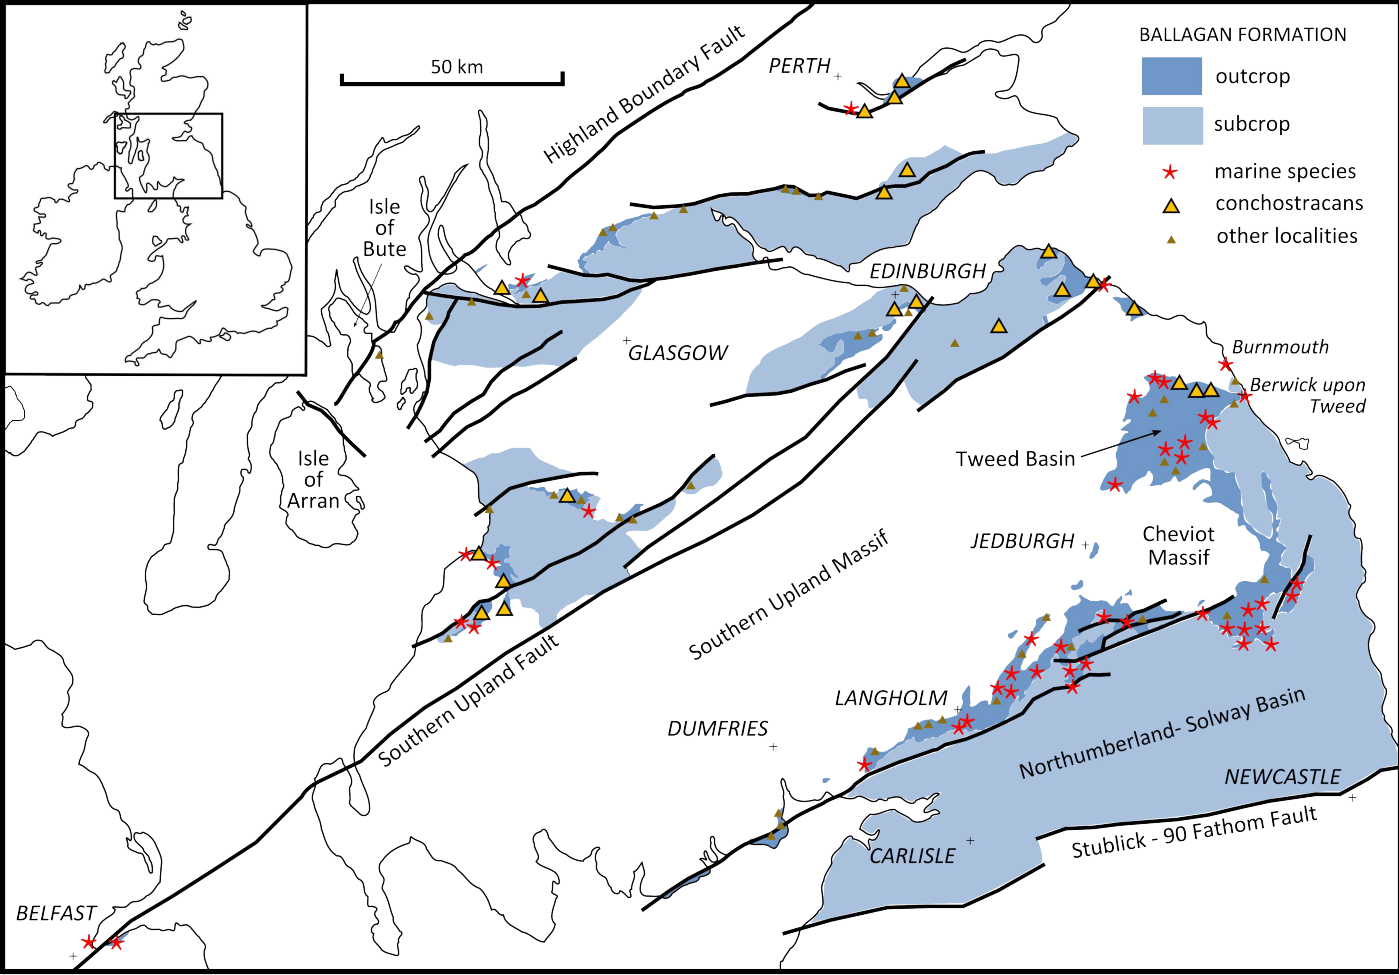 BALLAGAN FORMATION
outcrop
subcrop
marine species
conchostracans
other localities
50 km
PERTH
Highland Boundary Fault
Isle
of
Bute
EDINBURGH
GLASGOW
Burnmouth
Berwick upon
Tweed
Tweed Basin
Isle
of
Arran
Cheviot
Massif
JEDBURGH
Southern Upland Massif
Southern Upland Fault
LANGHOLM
DUMFRIES
Northumberland- Solway Basin
NEWCASTLE
Stublick - 90 Fathom Fault
CARLISLE
BELFAST